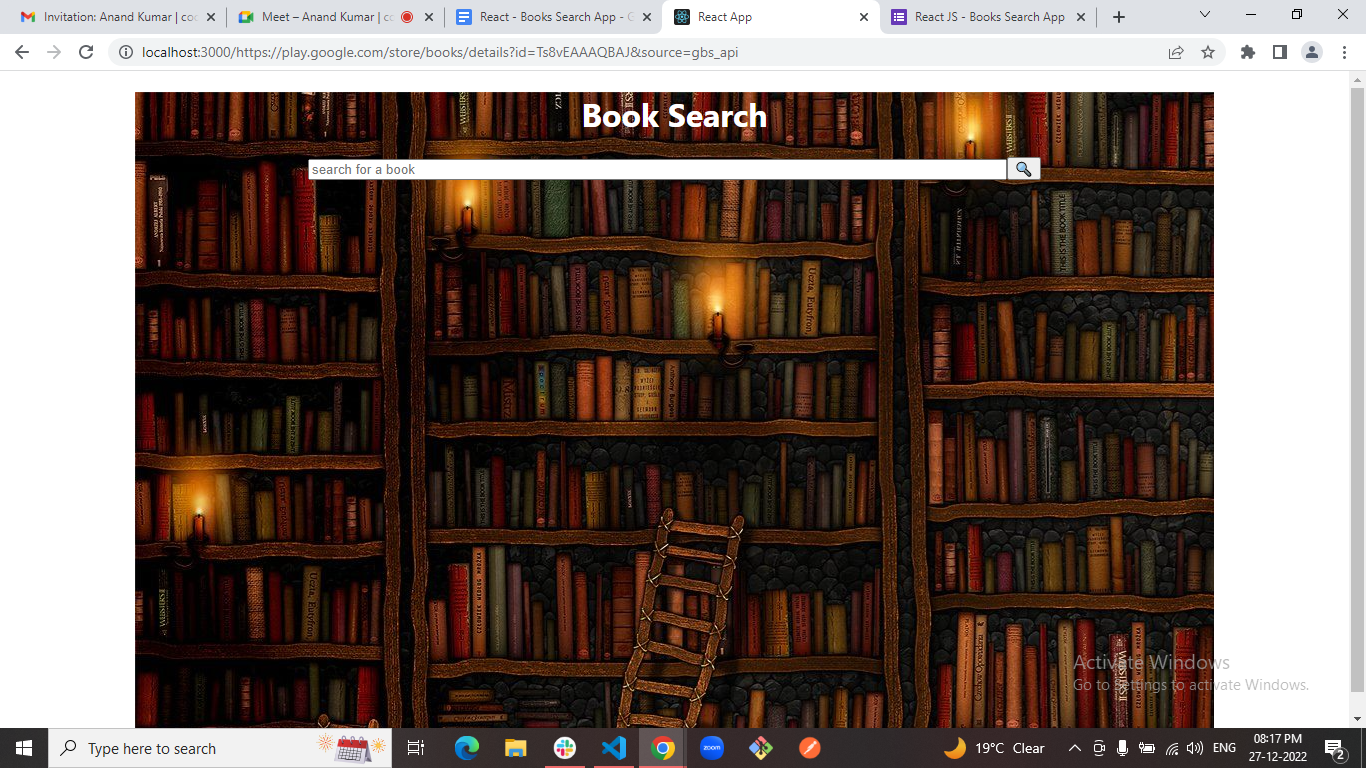 Invitation: Anand Kumar | coc
Meet – Anand Kumar | co
React - Books Search App - G
React App
React JS - Books Search App
localhost:3000/https://play.google.com/store/books/details?id=Ts8vEAAAQBAJ&source=gbs_api
Book Search
search for a book
Activate Windows
Go to Settings to activate Windows.
Type here to search
zoom
19°C Clear
ENG
08:17 PM
27-12-2022
2